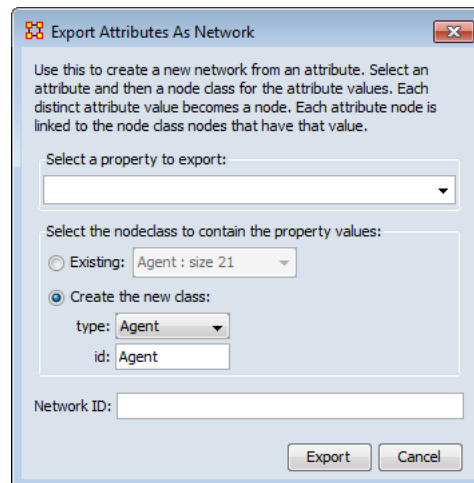 Export Attributes As Network
Use this to create a new network from an attribute. Select an
attribute and then a node class for the attribute values. Each
distinct attribute value becomes a node. Each attribute node is
linked to the node class nodes that have that value.
Select a property to export:
Select the nodeclass to contain the property values:
Existing: Agent : size 21
Create the new class:
type: Agent
id: Agent
Network ID:
Export Cancel